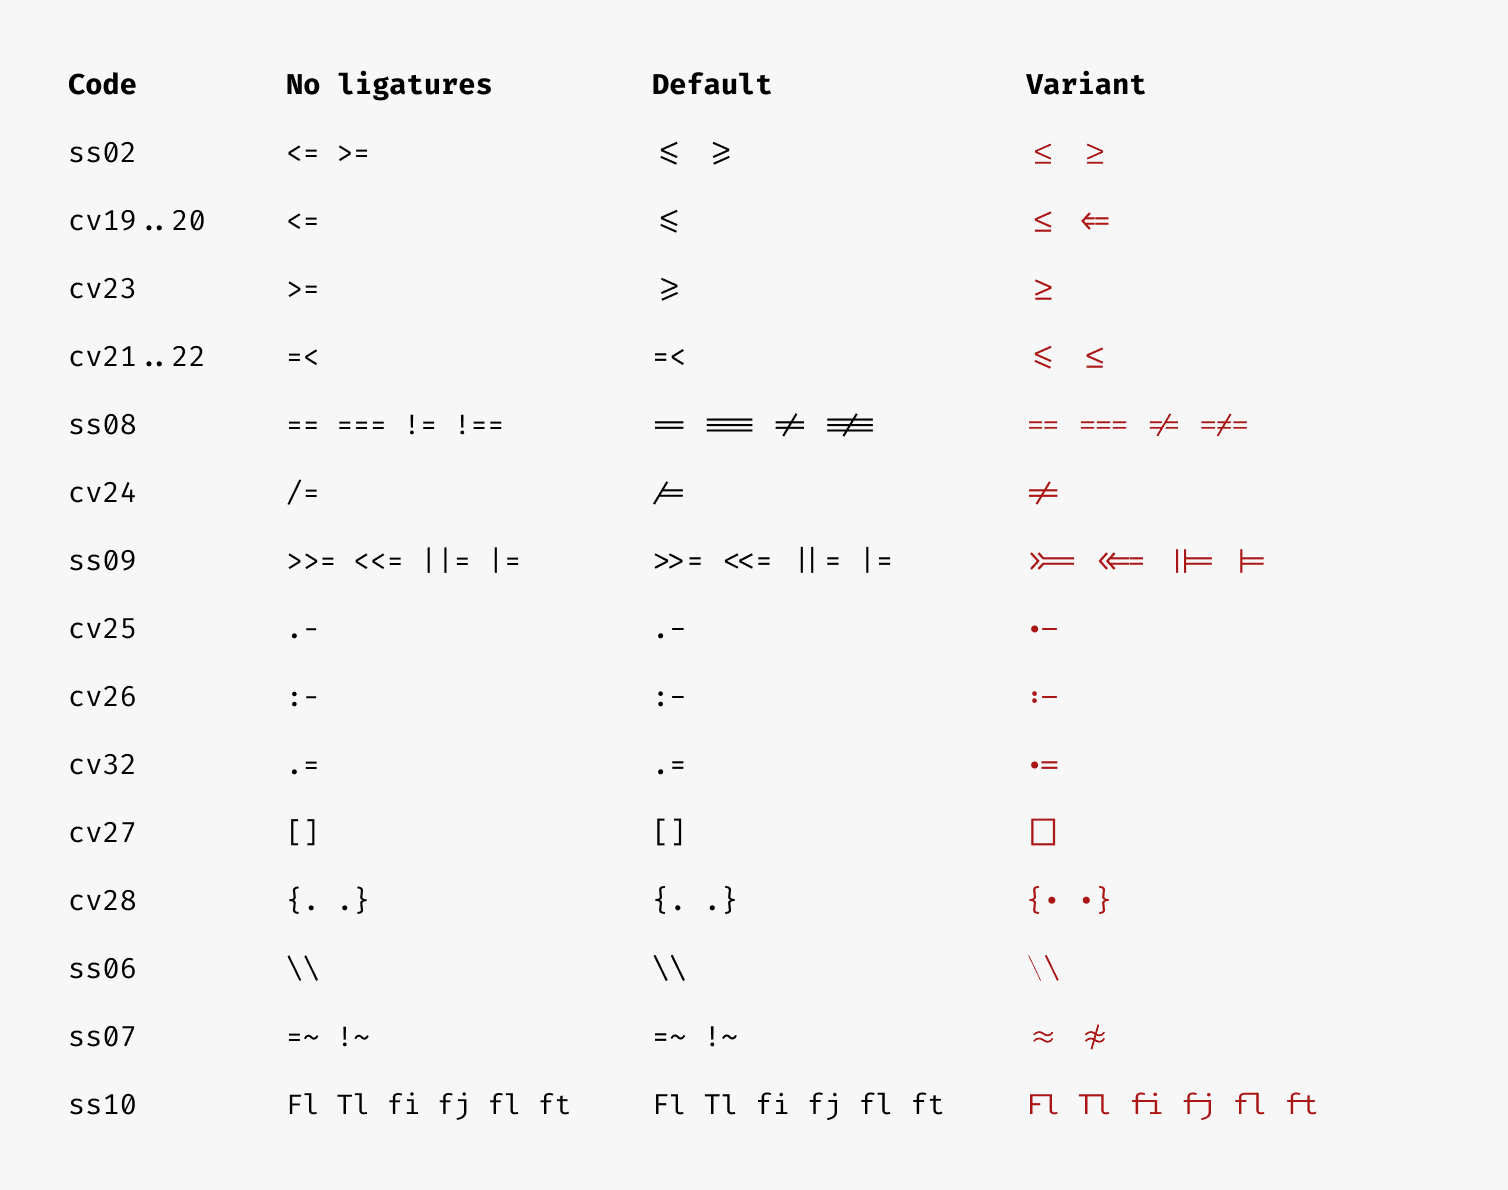 Code No ligatures Default Variant
ss02 <= >= ⩽ ⩾ ≤ ≥
cv19..20 <= ⩽ ≤ ⇐
cv23 >= ⩾ ≥
cv21..22 =< =< ⩽ ≤
ss08 == === != !== == === != !== == === != !==
cv24 /= /= ≠
ss09 >>= <<= ||= |= >>= <<= ||= |= >>= <<= ||= |=
cv25 .- .- .-
cv26 :- :- :-
cv32 .= .= .=
cv27 [] [] []
cv28 {. .} {. .} {. .}
ss06 \\ \\ \\
ss07 =~ !~ =~ !~ ≈ ≉
ss10 Fl Tl fi fj fl ft Fl Tl fi fj fl ft Fl Tl fi fj fl ft